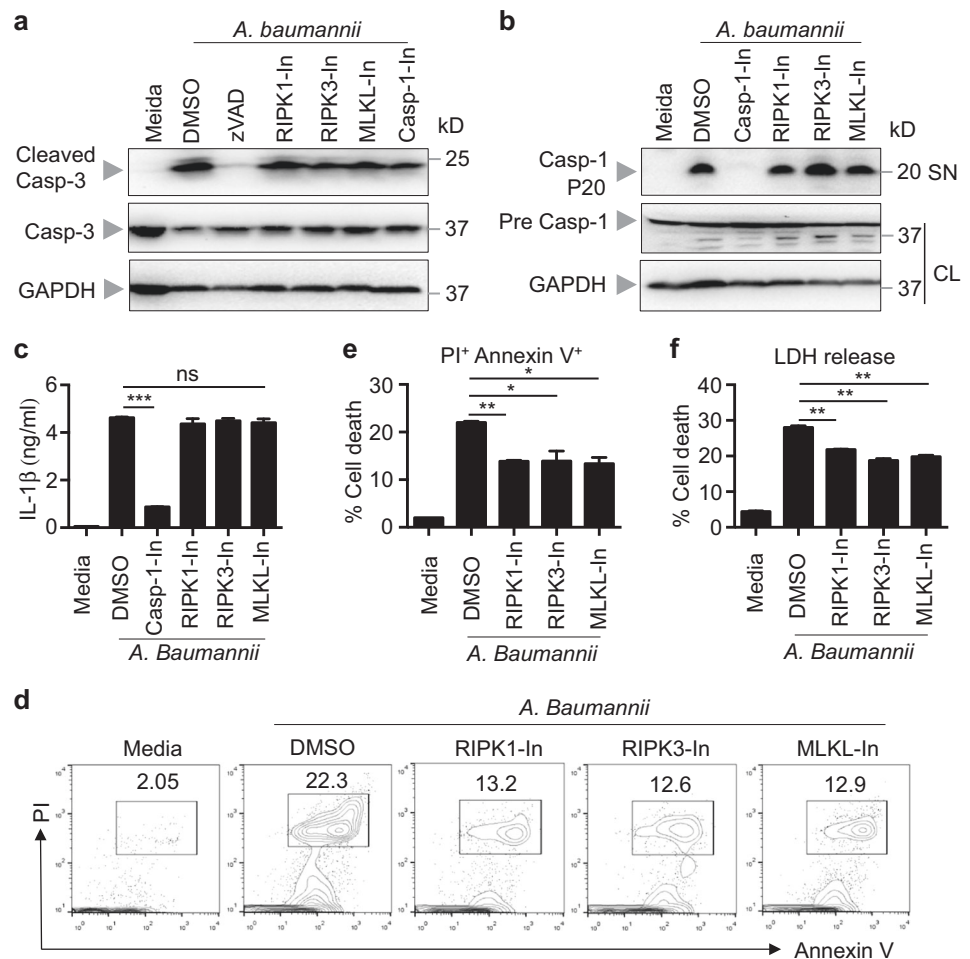 a
A. baumannii
Meida
DMSO
zVAD
RIPK1-In
RIPK3-In
MLKL-In
Casp-1-In
kD
Cleaved
Casp-3
25
Casp-3
37
GAPDH
37
b
A. baumannii
Meida
DMSO
Casp-1-In
RIPK1-In
RIPK3-In
MLKL-In
kD
Casp-1
P20
20 SN
Pre Casp-1
37
GAPDH
37
CL
c
ns
***
IL-1β (ng/ml)
6
4
2
0
Media
DMSO
Casp-1-In
RIPK1-In
RIPK3-In
MLKL-In
A. Baumannii
e
PI+ Annexin V+
*
*
**
% Cell death
30
20
10
0
Media
DMSO
RIPK1-In
RIPK3-In
MLKL-In
A. Baumannii
f
LDH release
**
**
**
% Cell death
40
30
20
10
0
Media
DMSO
RIPK1-In
RIPK3-In
MLKL-In
A. Baumannii
d
A. Baumannii
Media
DMSO
RIPK1-In
RIPK3-In
MLKL-In
2.05
22.3
13.2
12.6
12.9
PI
Annexin V